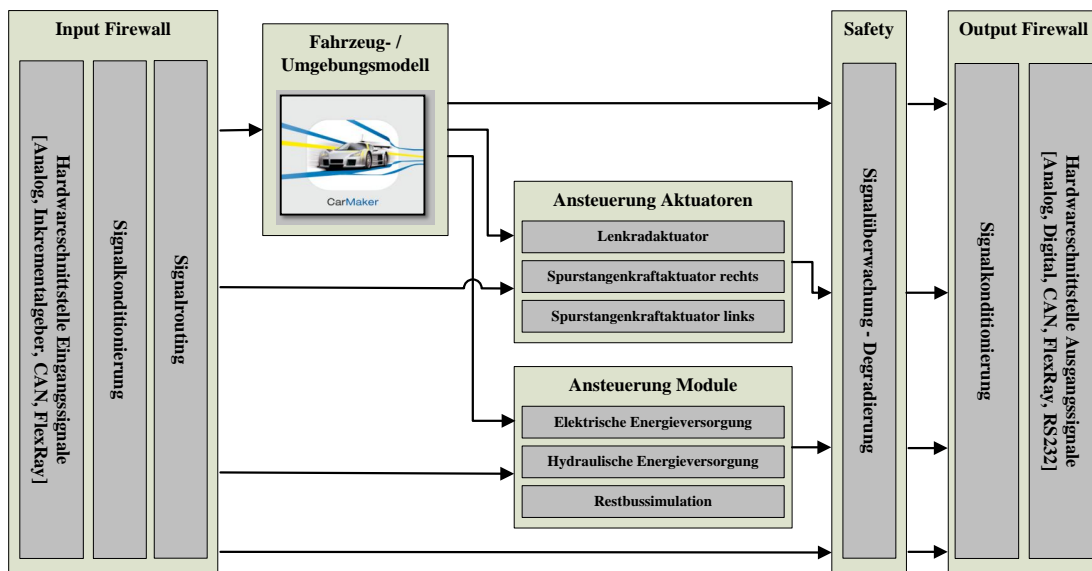 Input Firewall
Hardwareschnittstelle Eingangssignale
[Analog, Inkrementalgeber, CAN, FlexRay]
Signalkonditionierung
Signalrouting
Fahrzeug- /
Umgebungsmodell
CarMaker
Ansteuerung Aktuatoren
Lenkradaktuator
Spurstangenkraftaktuator rechts
Spurstangenkraftaktuator links
Ansteuerung Module
Elektrische Energieversorgung
Hydraulische Energieversorgung
Restbussimulation
Safety
Signalüberwachung - Degradierung
Output Firewall
Signalkonditionierung
Hardwareschnittstelle Ausgangssignale
[Analog, Digital, CAN, FlexRay, RS232]